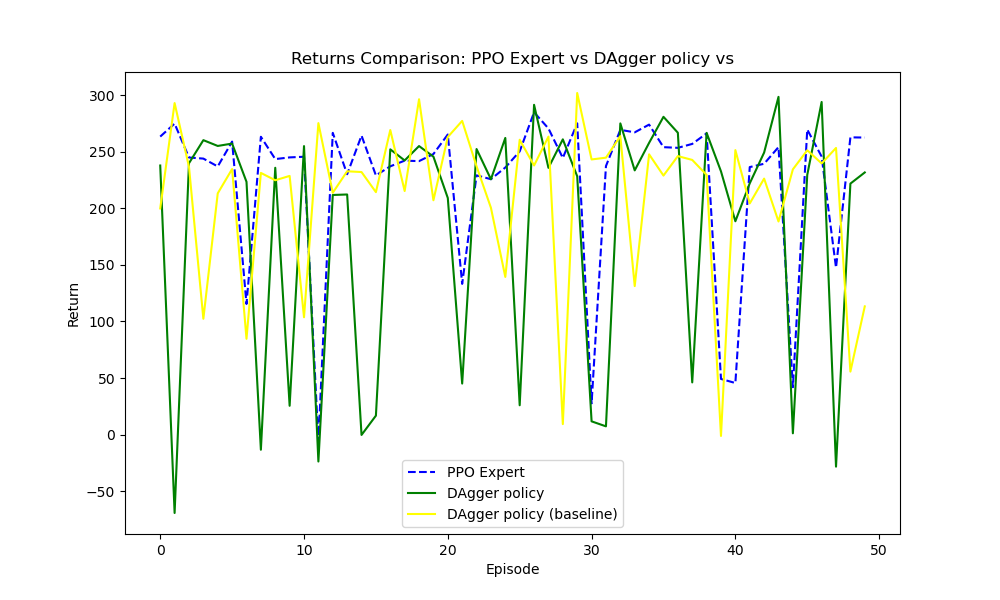 Returns Comparison: PPO Expert vs DAgger policy vs
Return
300
250
200
150
100
50
0
−50
PPO Expert
DAgger policy
DAgger policy (baseline)
0 10 20 30 40 50
Episode